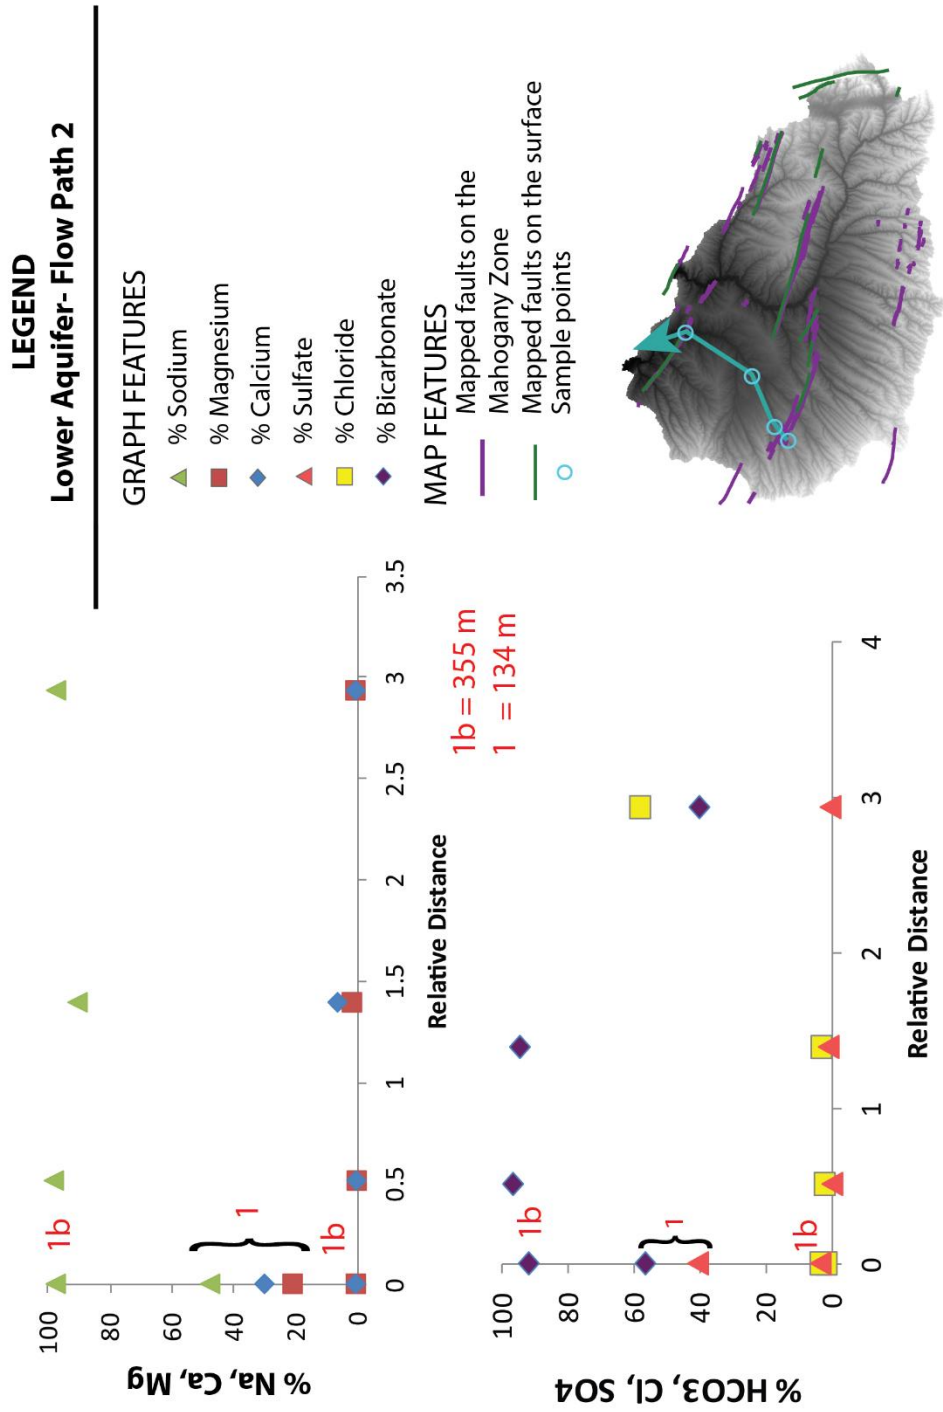 LEGEND
Lower Aquifer- Flow Path 2
GRAPH FEATURES
% Sodium
% Magnesium
% Calcium
% Sulfate
% Chloride
% Bicarbonate
MAP FEATURES
Mapped faults on the
Mahogany Zone
Mapped faults on the surface
Sample points
% Na, Ca, Mg
100
80
60
40
20
0
1b
1
1b
0
0.5
1
1.5
2
2.5
3
3.5
Relative Distance
1b = 355 m
1 = 134 m
% HCO3, Cl, SO4
100
80
60
40
20
0
1b
1
1b
0
1
2
3
4
Relative Distance